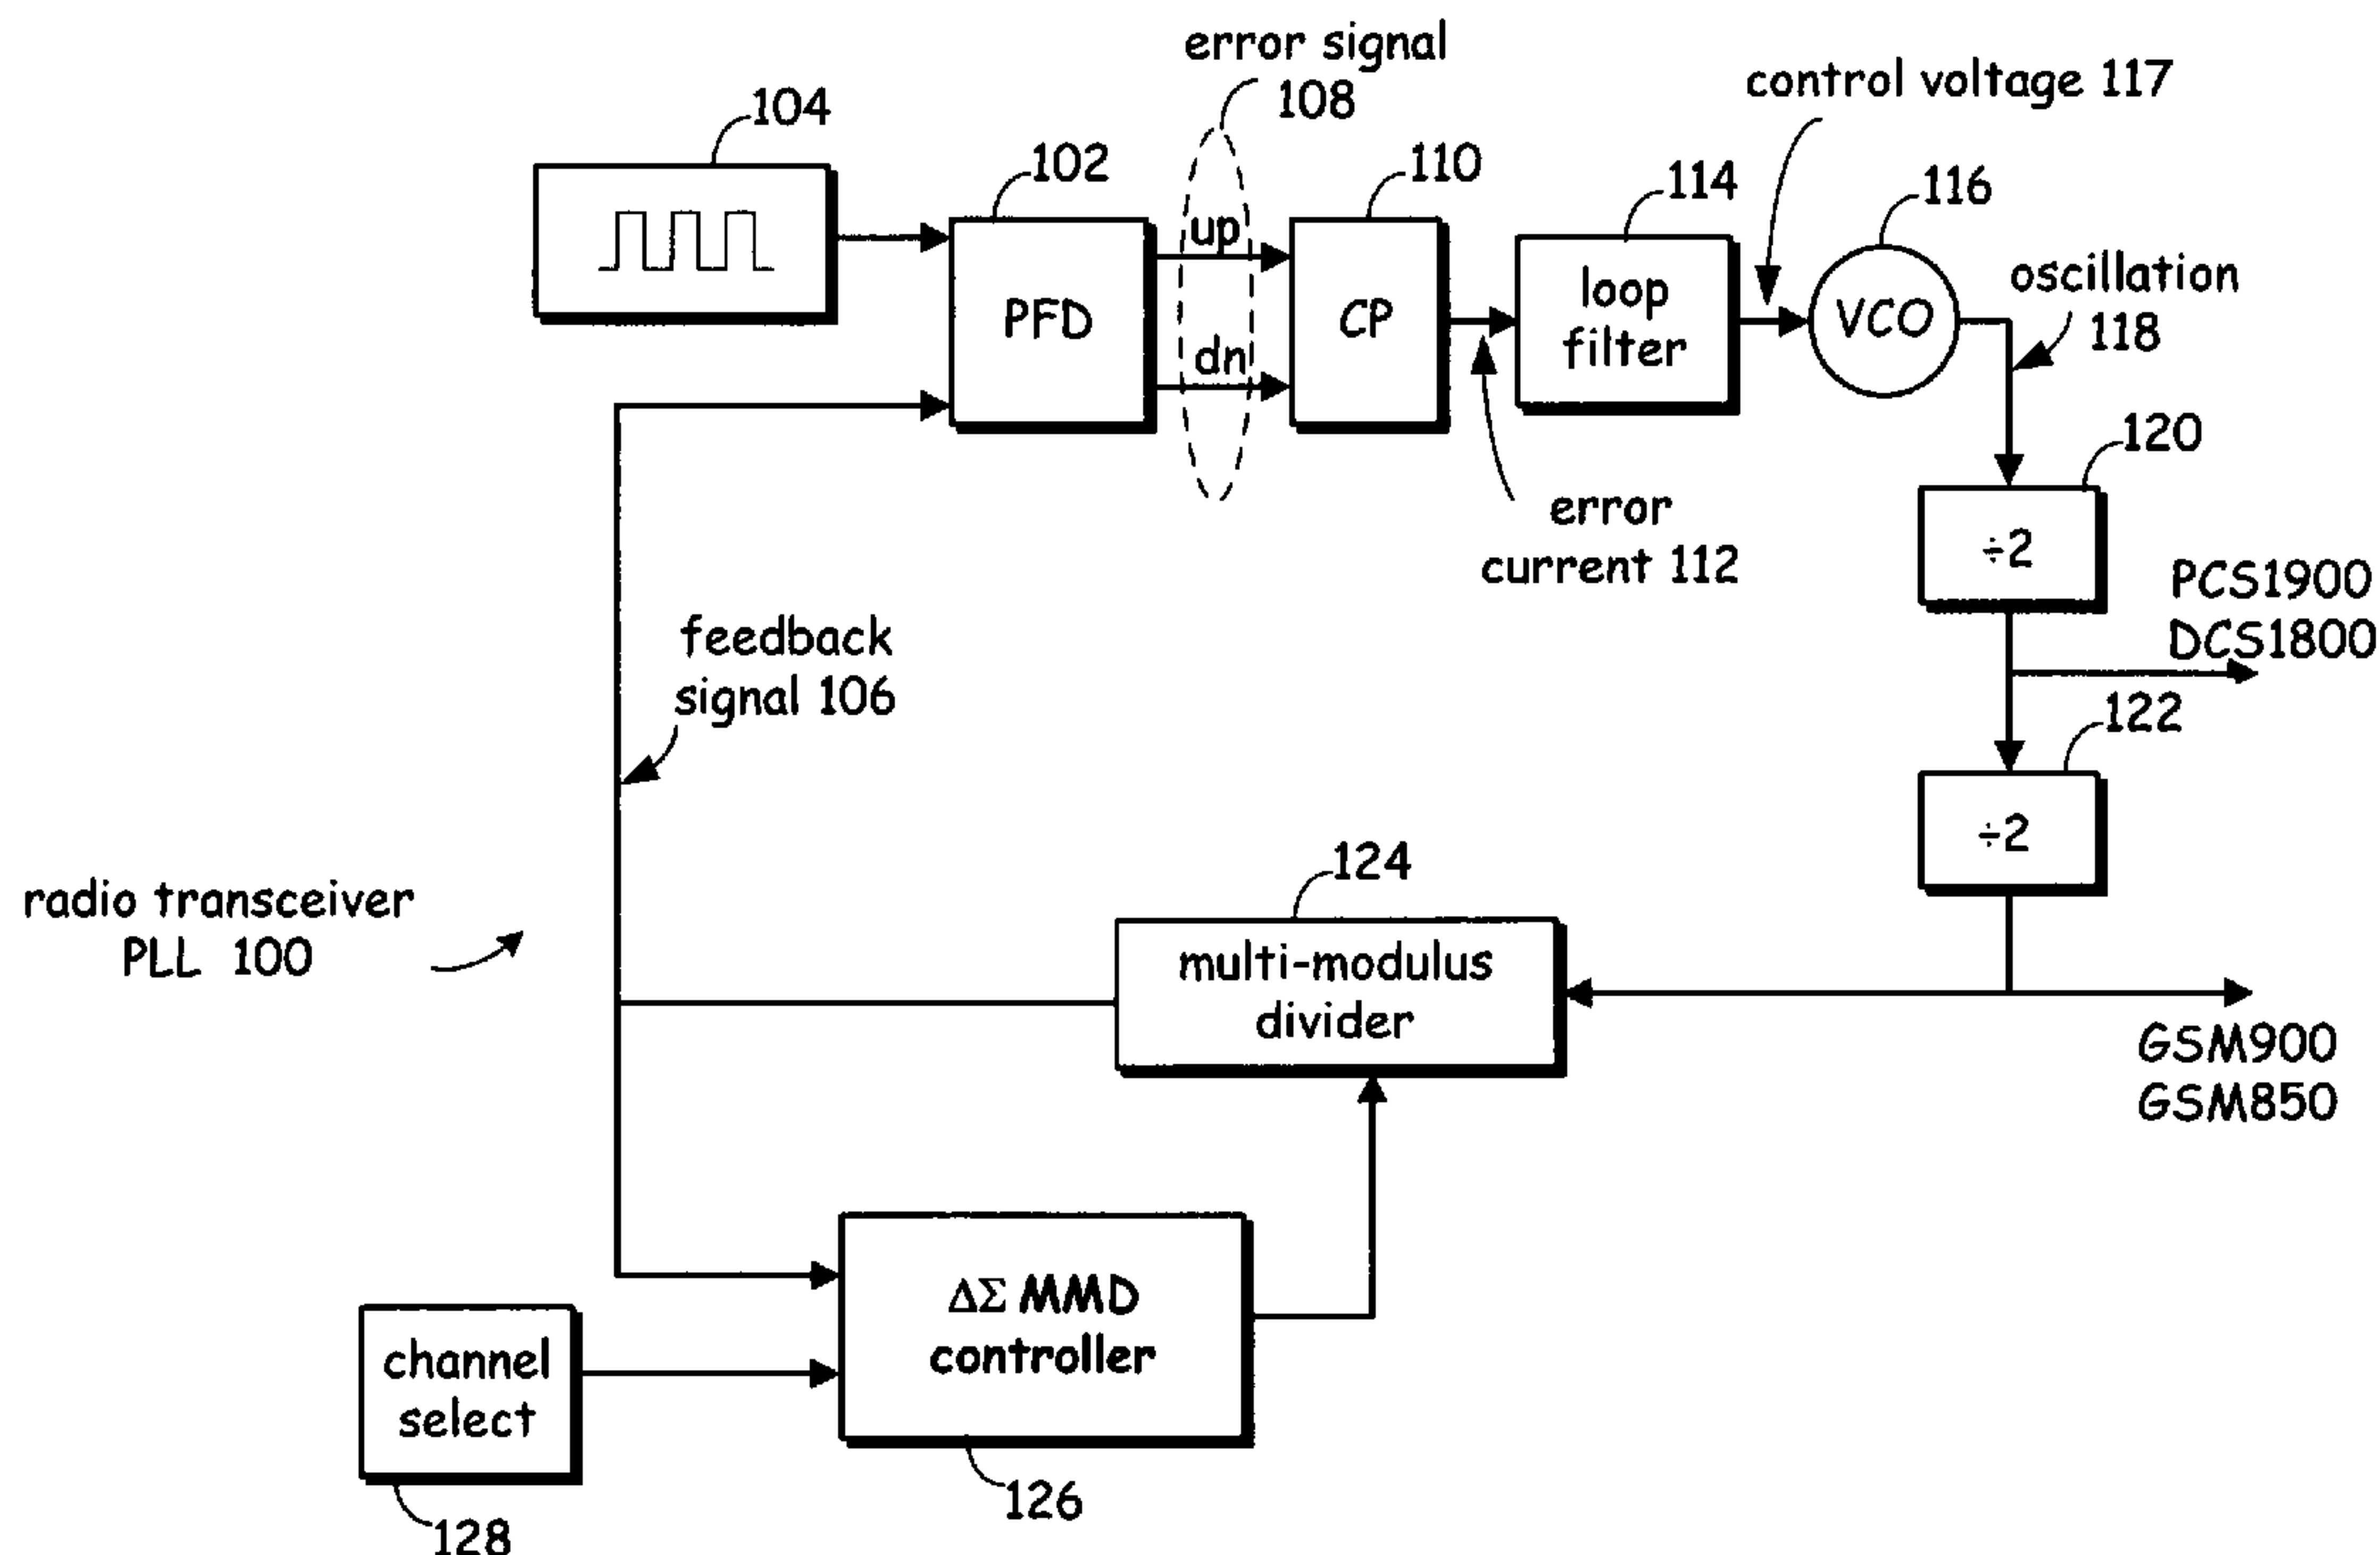 error signal
108
control voltage 117
104
102
110
114
116
up
PFD
CP
loop
filter
VCO
oscillation
118
dn
120
error
current 112
÷2
PCS1900
DCS1800
feedback
signal 106
122
÷2
124
radio transceiver
PLL 100
multi-modulus
divider
GSM900
GSM850
ΔΣ MMD
controller
channel
select
126
128